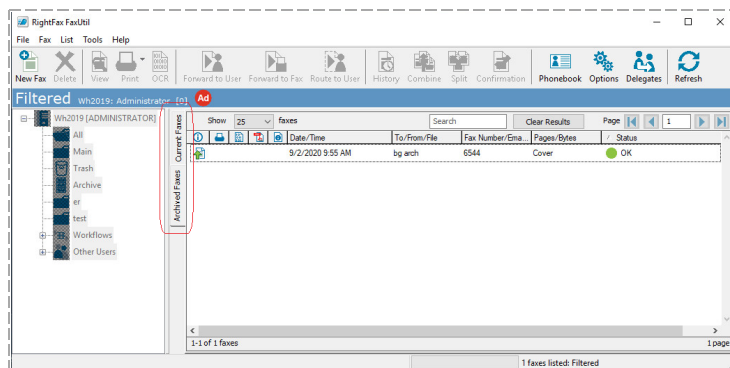 RightFax FaxUtil
File Fax List Tools Help
New Fax Delete View Print OCR Forward to User Forward to Fax Route to User History Combine Split Confirmation Phonebook Options Delegates Refresh
Filtered Wh2019: Administrator [0] Ad
Wh2019 [ADMINISTRATOR]
All
Main
Trash
Archive
er
test
Workflows
Other Users
Current Faxes
Archived Faxes
Show 25 faxes Search Clear Results Page 1
Date/Time To/From/File Fax Number/Ema... Pages/Bytes / Status
9/2/2020 9:55 AM bg arch 6544 Cover OK
1-1 of 1 faxes 1 page
1 faxes listed: Filtered